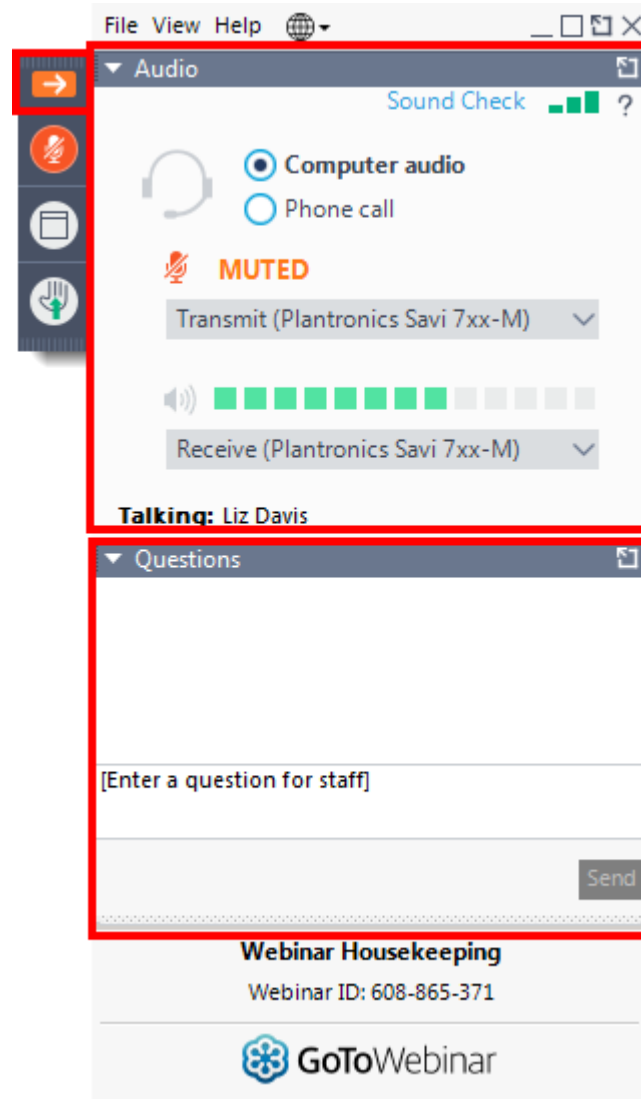 File View Help
Audio
Sound Check ?
Computer audio
Phone call
MUTED
Transmit (Plantronics Savi 7xx-M)
Receive (Plantronics Savi 7xx-M)
Talking: Liz Davis
Questions
[Enter a question for staff]
Send
Webinar Housekeeping
Webinar ID: 608-865-371
GoToWebinar